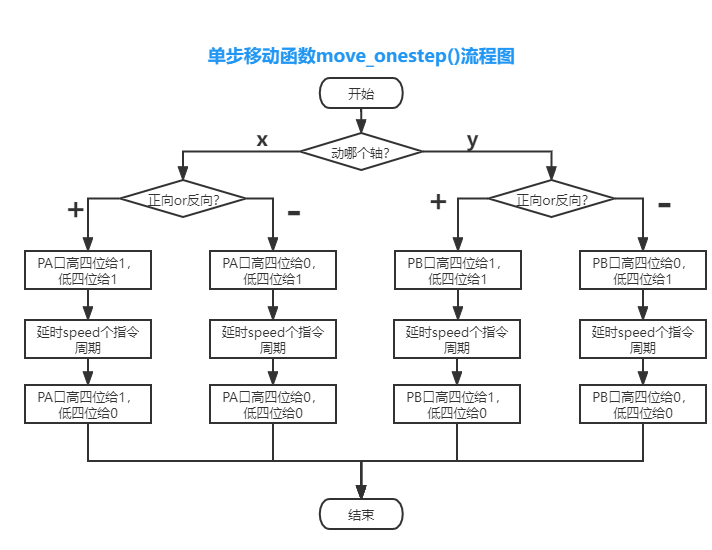 单步移动函数move_onestep()流程图
开始
动哪个轴?
x
y
正向or反向?
正向or反向?
+
-
+
-
PA口高四位给1,
低四位给1
PA口高四位给0,
低四位给1
PB口高四位给1,
低四位给1
PB口高四位给0,
低四位给1
延时speed个指令
周期
延时speed个指令
周期
延时speed个指令
周期
延时speed个指令
周期
PA口高四位给1,
低四位给0
PA口高四位给0,
低四位给0
PB口高四位给1,
低四位给0
PB口高四位给0,
低四位给0
结束